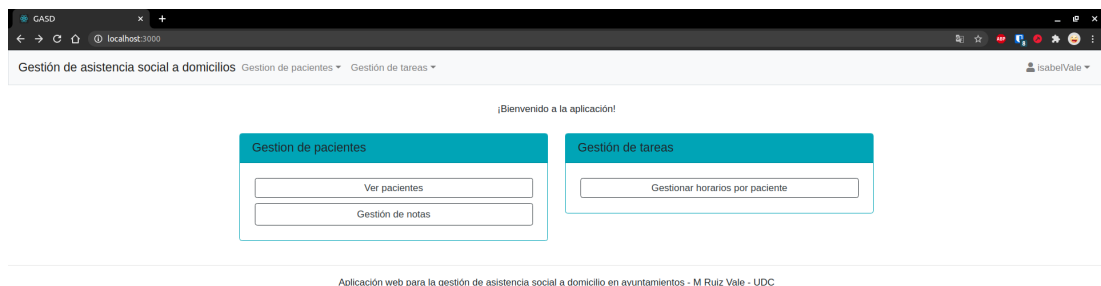 GASD
localhost:3000
Gestión de asistencia social a domicilios Gestion de pacientes Gestión de tareas isabelVale
¡Bienvenido a la aplicación!
Gestion de pacientes
Ver pacientes
Gestión de notas
Gestión de tareas
Gestionar horarios por paciente
Aplicación web para la gestión de asistencia social a domicilio en ayuntamientos - M Ruiz Vale - UDC